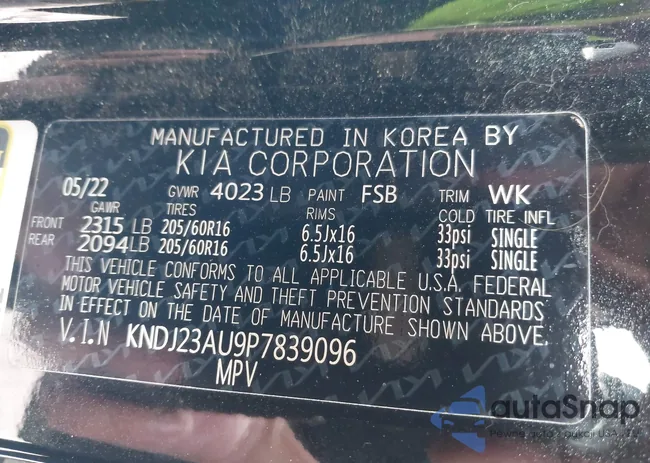 MANUFACTURED IN KOREA BY
KIA CORPORATION
05/22 GVWR 4023 LB PAINT FSB TRIM WK
GAWR TIRES RIMS COLD TIRE INFL
FRONT 2315 LB 205/60R16 6.5Jx16 33psi SINGLE
REAR 2094 LB 205/60R16 6.5Jx16 33psi SINGLE
THIS VEHICLE CONFORMS TO ALL APPLICABLE U.S.A. FEDERAL
MOTOR VEHICLE SAFETY AND THEFT PREVENTION STANDARDS
IN EFFECT ON THE DATE OF MANUFACTURE SHOWN ABOVE.
V.I.N KNDJ23AU9P7839096
MPV
autaSnap